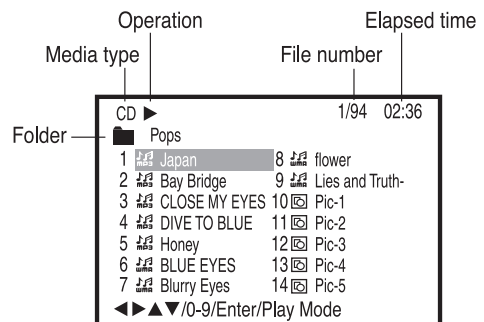 Operation
Elapsed time
Media type
File number
CD ▶ 1/94 02:36
Folder
Pops
1 mp3 Japan
2 mp3 Bay Bridge
3 mp3 CLOSE MY EYES
4 mp3 DIVE TO BLUE
5 mp3 Honey
6 wma BLUE EYES
7 wma Blurry Eyes
8 wma flower
9 wma Lies and Truth-
10 Pic-1
11 Pic-2
12 Pic-3
13 Pic-4
14 Pic-5
◀▶▲▼/0-9/Enter/Play Mode